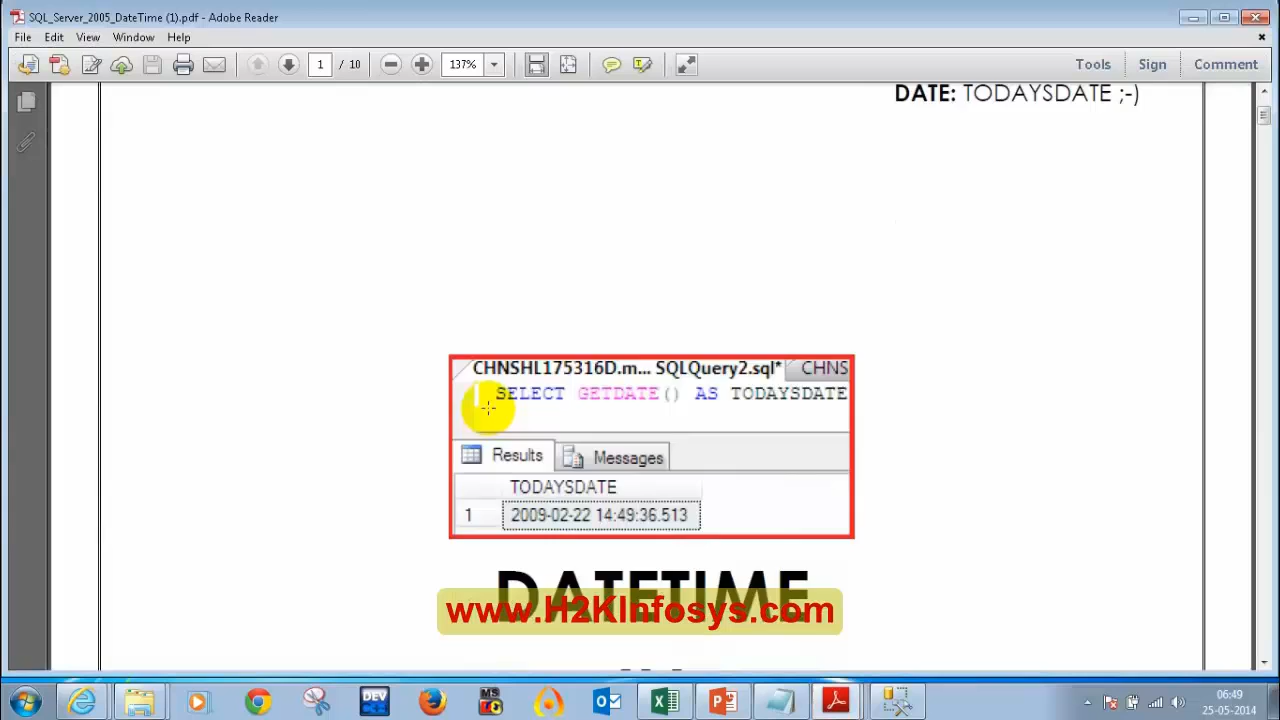 SQL_Server_2005_DateTime (1).pdf - Adobe Reader
File Edit View Window Help
1 / 10 137% Tools Sign Comment
DATE: TODAYSDATE ;-)
CHNSHL175316D.m... SQLQuery2.sql* CHNS
SELECT GETDATE() AS TODAYSDATE
Results Messages
TODAYSDATE
1 2009-02-22 14:49:36.513
DATETIME
www.H2KInfosys.com
DEV
MS
06:49
25-05-2014